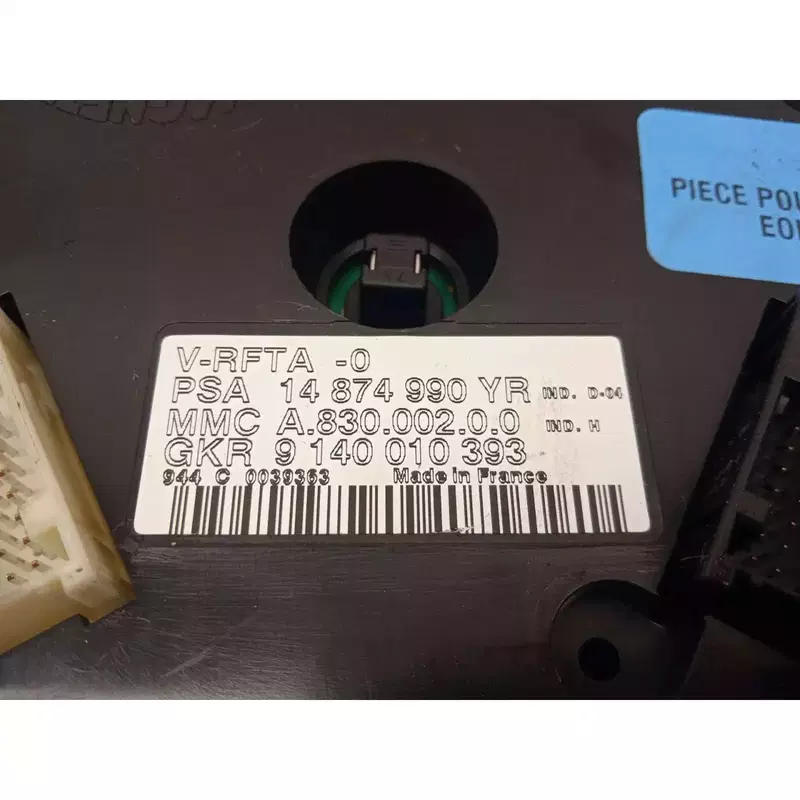 PIECE POU
EOB
V-RFTA -0
PSA 14 874 990 YR IND. D-04
MMC A.830.002.0.0 IND. H
GKR 9 140 010 393
944 C 0039363 Made in France